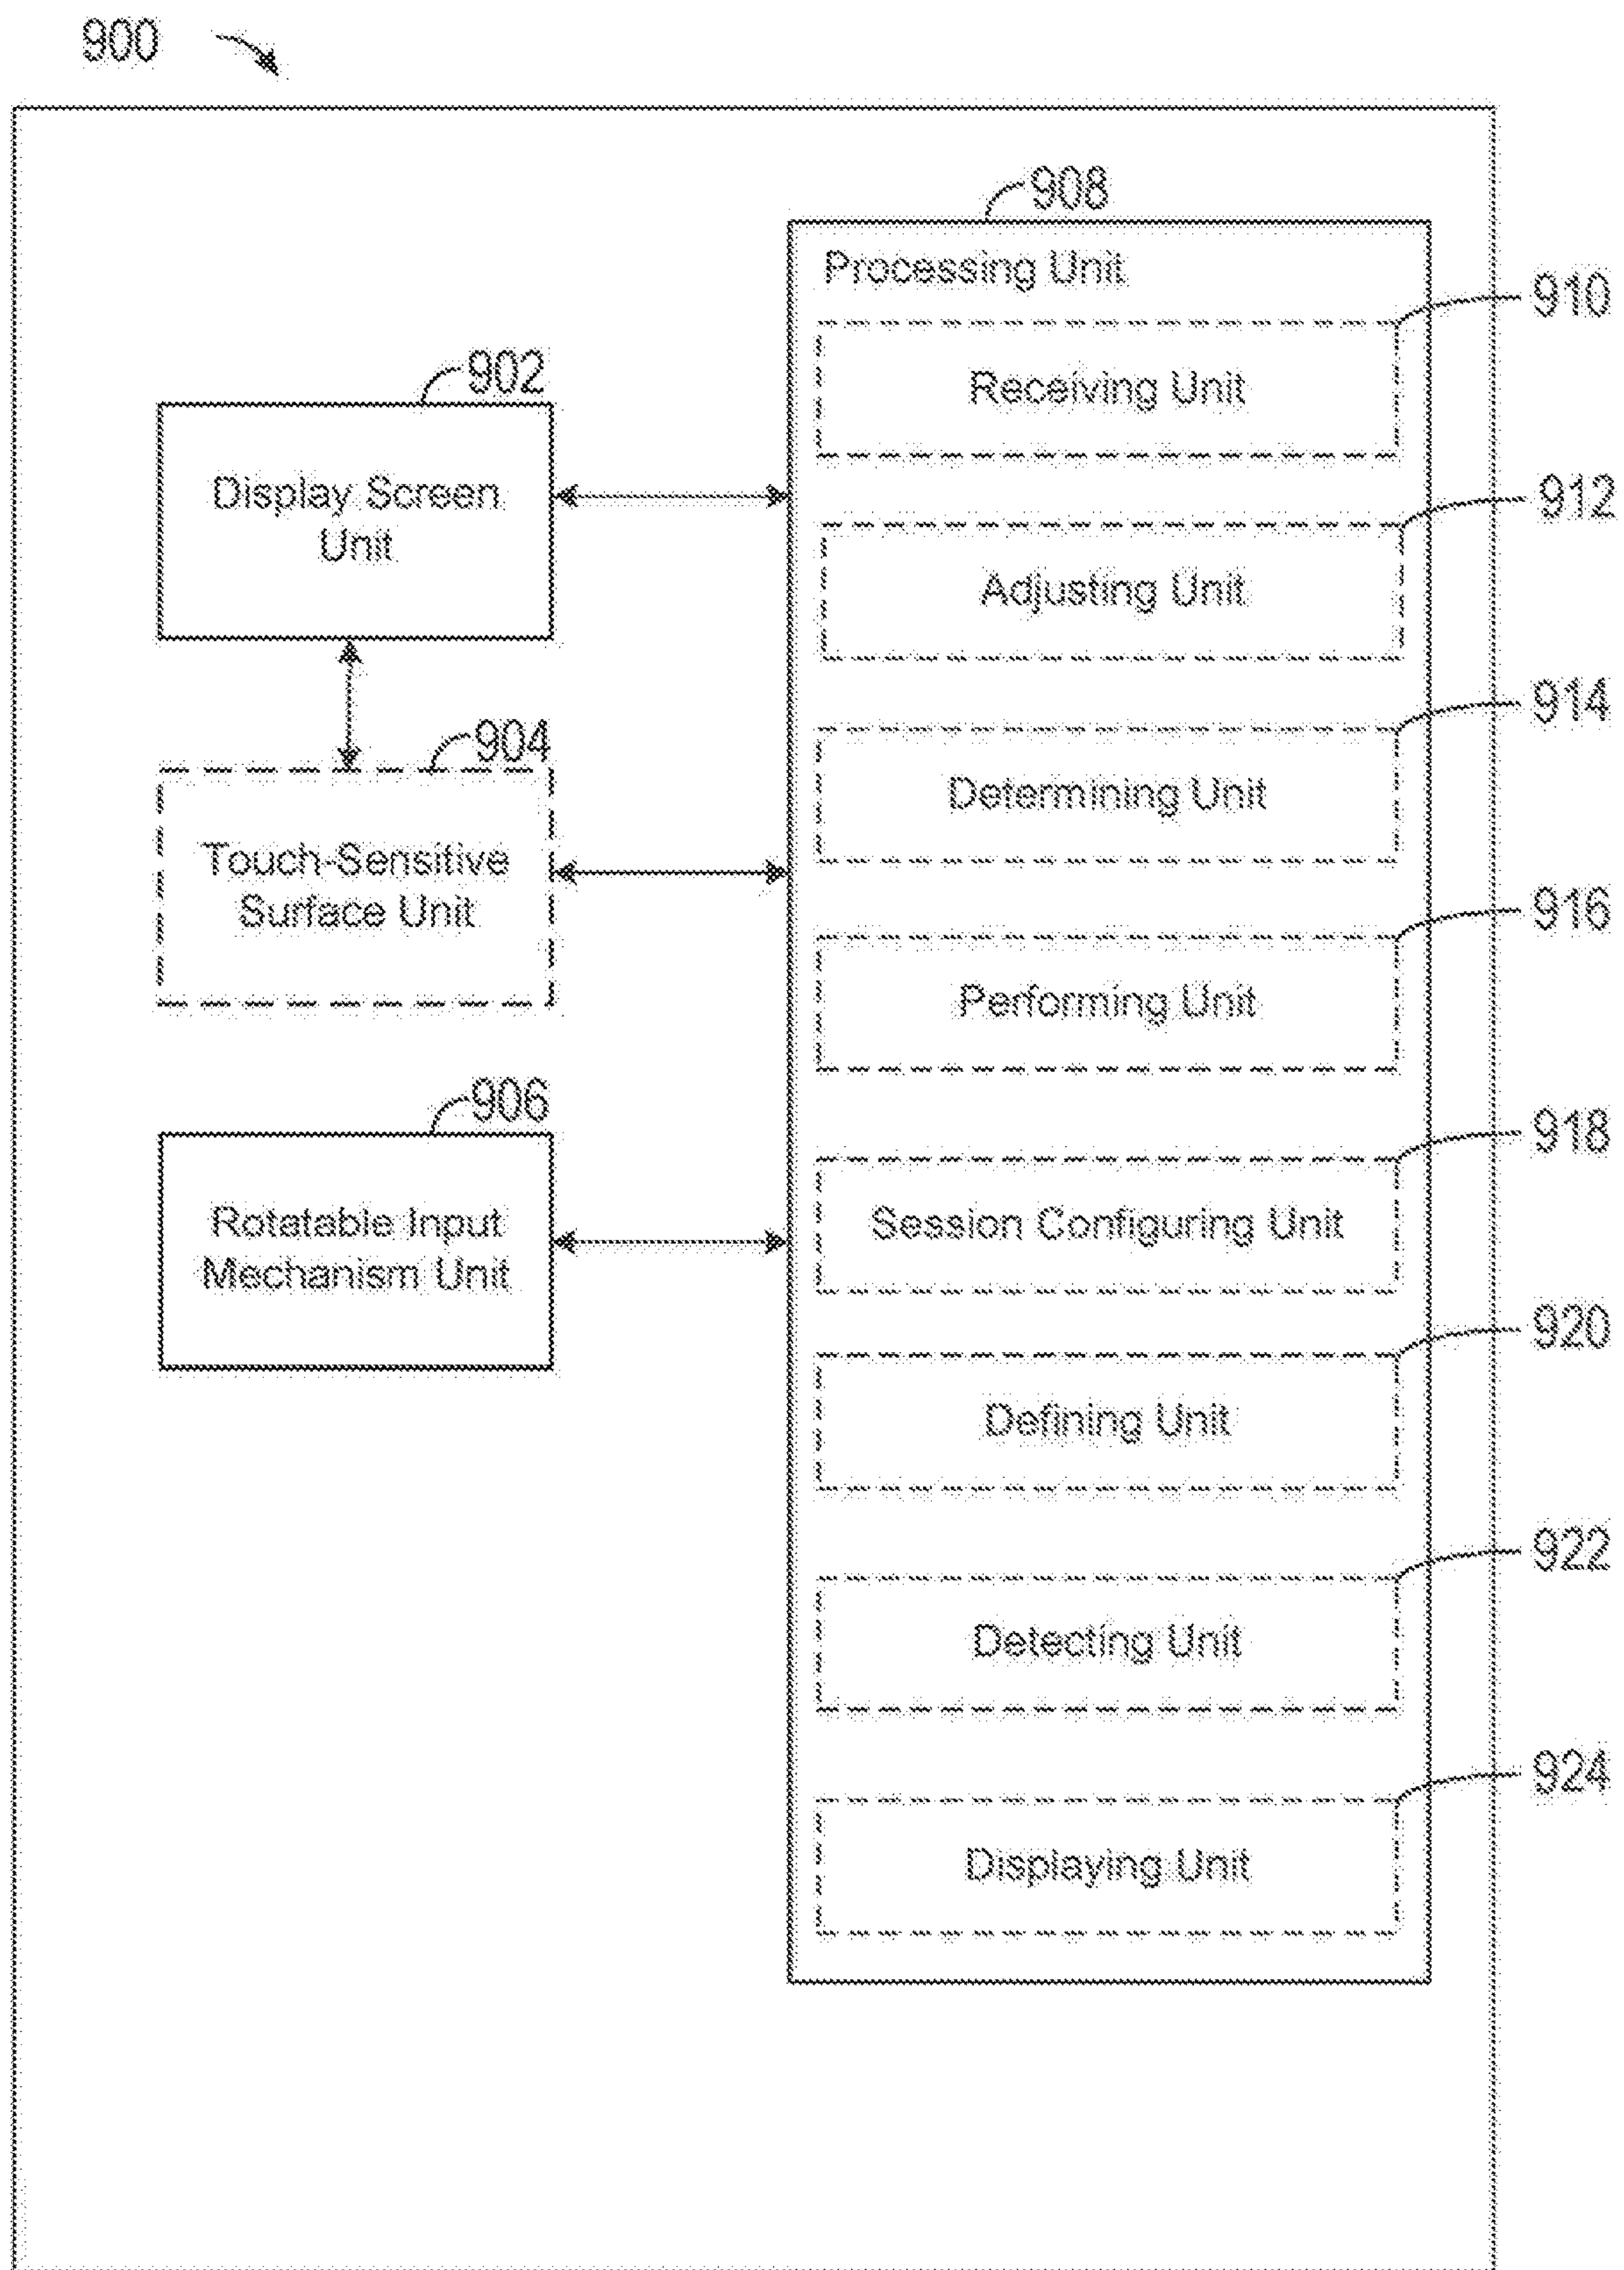 900
908
Processing Unit
910
Receiving Unit
902
Display Screen
Unit
912
Adjusting Unit
904
Touch-Sensitive
Surface Unit
914
Determining Unit
916
Performing Unit
906
Rotatable Input
Mechanism Unit
918
Session Configuring Unit
920
Defining Unit
922
Detecting Unit
924
Displaying Unit